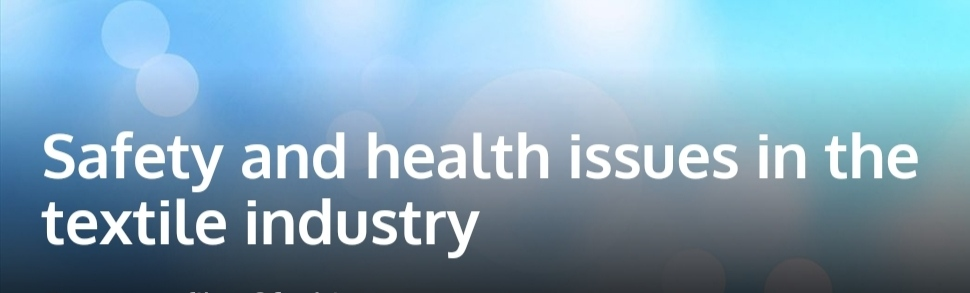 Safety and health issues in the
textile industry